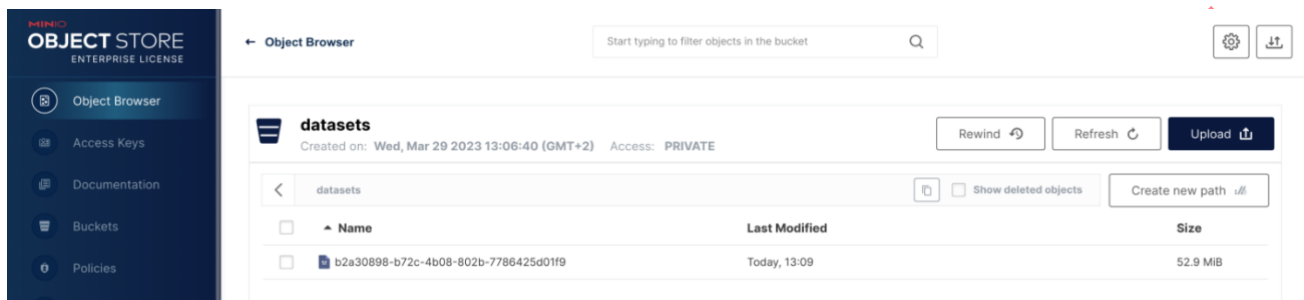 MINIO
OBJECT STORE
ENTERPRISE LICENSE
Object Browser
Access Keys
Documentation
Buckets
Policies
← Object Browser
Start typing to filter objects in the bucket
datasets
Created on: Wed, Mar 29 2023 13:06:40 (GMT+2) Access: PRIVATE
Rewind
Refresh
Upload
datasets
Show deleted objects
Create new path
Name Last Modified Size
b2a30898-b72c-4b08-802b-7786425d01f9 Today, 13:09 52.9 MiB